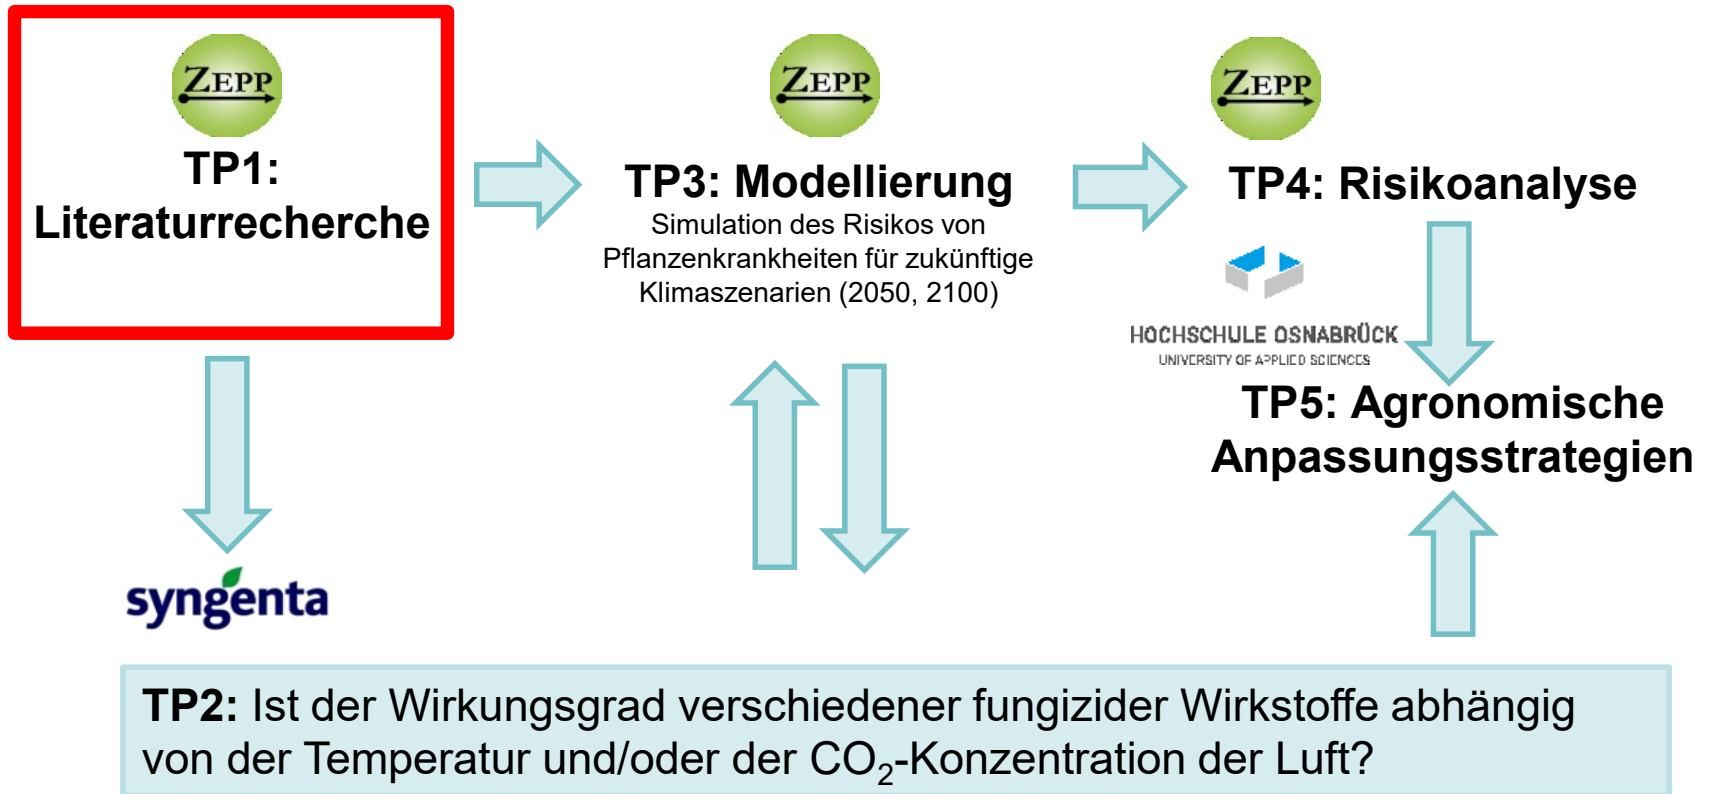 ZEPP
TP1:
Literaturrecherche
ZEPP
TP3: Modellierung
Simulation des Risikos von
Pflanzenkrankheiten für zukünftige
Klimaszenarien (2050, 2100)
ZEPP
TP4: Risikoanalyse
HOCHSCHULE OSNABRÜCK
UNIVERSITY OF APPLIED SCIENCES
TP5: Agronomische
Anpassungsstrategien
syngenta
TP2: Ist der Wirkungsgrad verschiedener fungizider Wirkstoffe abhängig
von der Temperatur und/oder der CO₂-Konzentration der Luft?